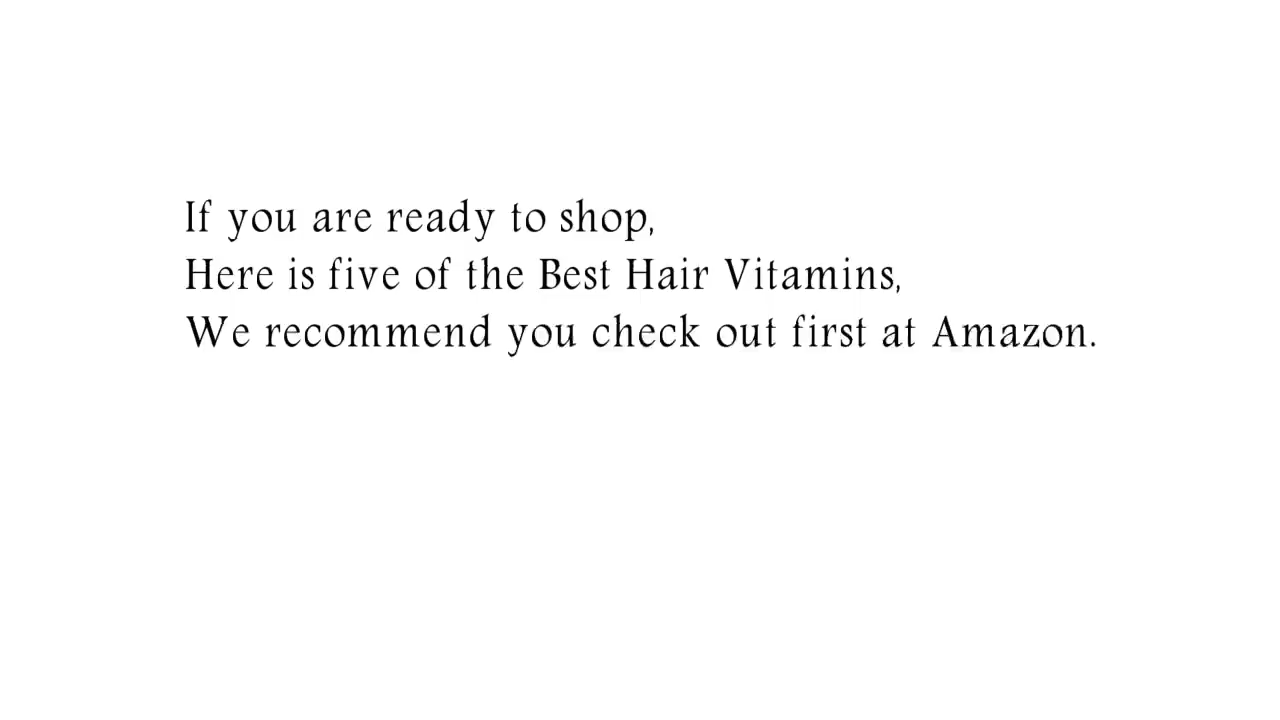 If you are ready to shop,
Here is five of the Best Hair Vitamins,
We recommend you check out first at Amazon.